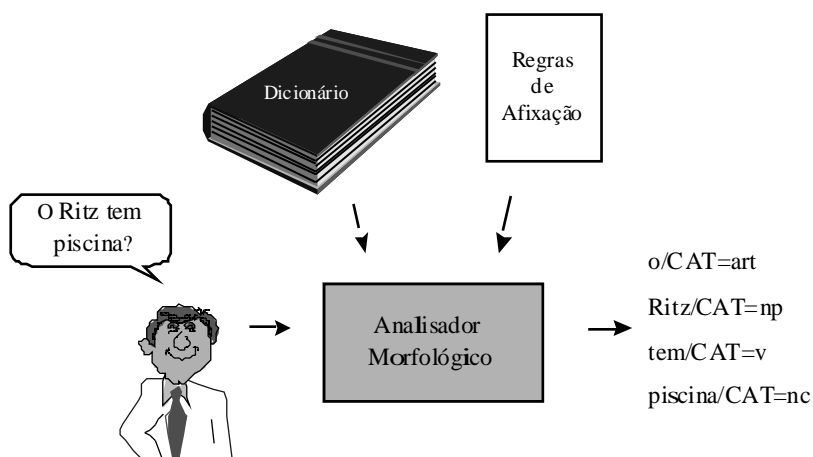 Dicionário
Regras
de
Afixação
O Ritz tem
piscina?
Analisador
Morfológico
o/CAT=art
Ritz/CAT=np
tem/CAT=v
piscina/CAT=nc